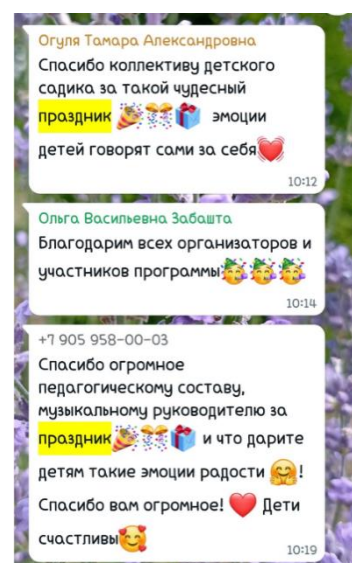 Огуля Тамара Александровна
Спасибо коллективу детского
садика за такой чудесный
праздник 🎉🎊🎁 эмоции
детей говорят сами за себя💓
10:12
Ольга Васильевна Забашта
Благодарим всех организаторов и
участников программы🥳🥳🥳
10:14
+7 905 958-00-03
Спасибо огромное
педагогическому составу,
музыкальному руководителю за
праздник🎉🎊🎁 и что дарите
детям такие эмоции радости 🤗!
Спасибо вам огромное! ❤️ Дети
счастливы🥰
10:19